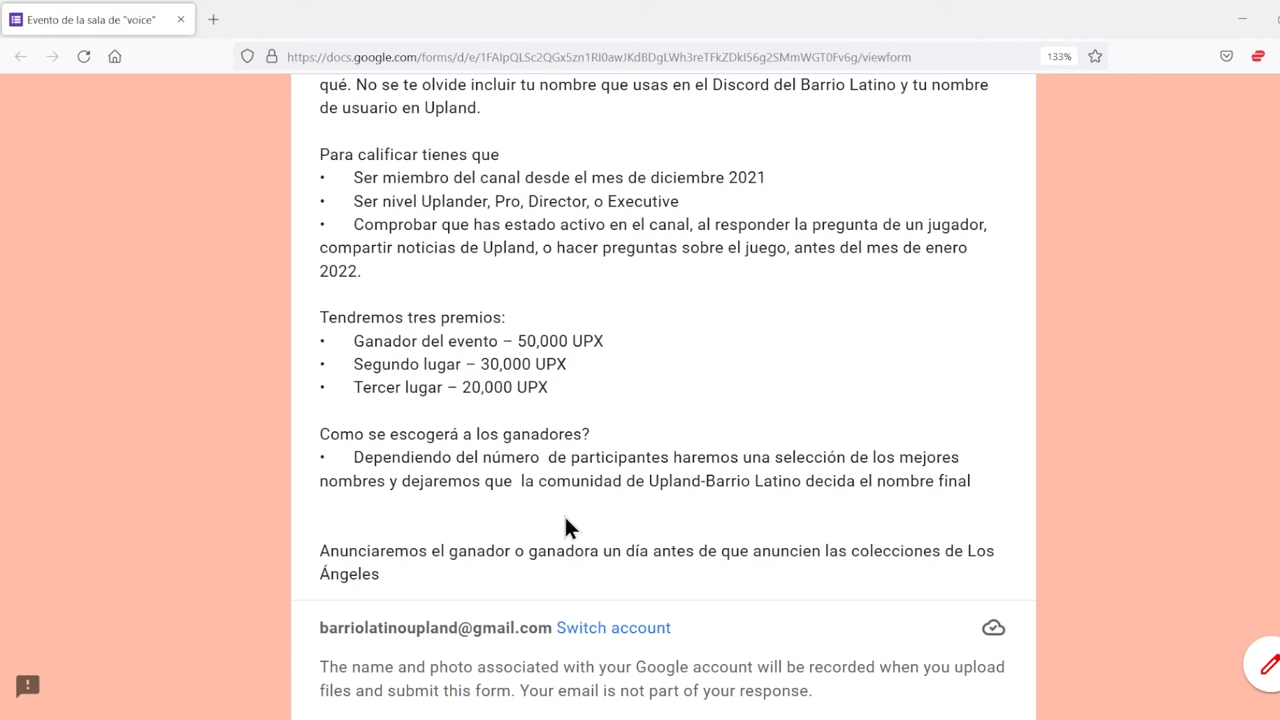 Evento de la sala de "voice"
https://docs.google.com/forms/d/e/1FAIpQLSc2QGx5zn1RI0awJKdBDgLWh3reTFkZDkI56g2SMmWGT0Fv6g/viewform
133%
qué. No se te olvide incluir tu nombre que usas en el Discord del Barrio Latino y tu nombre
de usuario en Upland.
Para calificar tienes que
• Ser miembro del canal desde el mes de diciembre 2021
• Ser nivel Uplander, Pro, Director, o Executive
• Comprobar que has estado activo en el canal, al responder la pregunta de un jugador,
compartir noticias de Upland, o hacer preguntas sobre el juego, antes del mes de enero
2022.
Tendremos tres premios:
• Ganador del evento – 50,000 UPX
• Segundo lugar – 30,000 UPX
• Tercer lugar – 20,000 UPX
Como se escogerá a los ganadores?
• Dependiendo del número  de participantes haremos una selección de los mejores
nombres y dejaremos que  la comunidad de Upland-Barrio Latino decida el nombre final
Anunciaremos el ganador o ganadora un día antes de que anuncien las colecciones de Los
Ángeles
barriolatinoupland@gmail.com Switch account
The name and photo associated with your Google account will be recorded when you upload
files and submit this form. Your email is not part of your response.